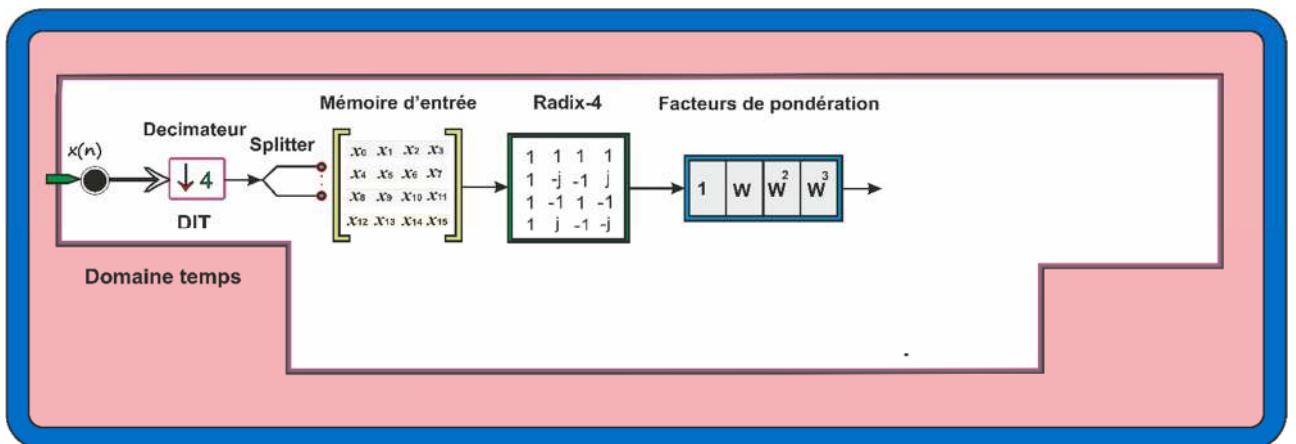 Mémoire d'entrée
Radix-4
Facteurs de pondération
Decimateur
Splitter
x(n)
↓ 4
DIT
x0 x1 x2 x3
x4 x5 x6 x7
x8 x9 x10 x11
x12 x13 x14 x15
1 1 1 1
1 -j -1 j
1 -1 1 -1
1 j -1 -j
1 W W² W³
Domaine temps